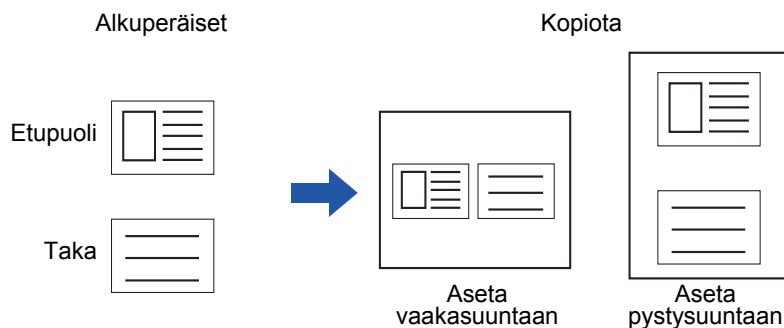 Alkuperäiset
Kopiota
Etupuoli
Taka
Aseta
vaakasuuntaan
Aseta
pystysuuntaan